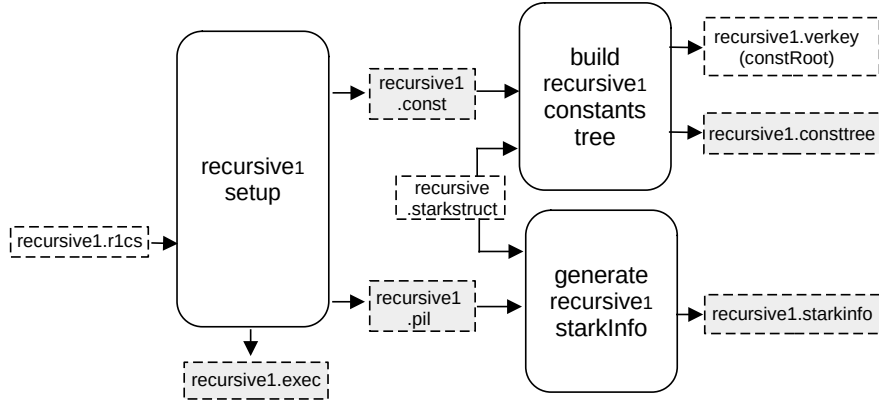 recursive1.r1cs
recursive1
setup
recursive1.exec
recursive1
.const
recursive
.starkstruct
recursive1
.pil
build
recursive1
constants
tree
generate
recursive1
starkInfo
recursive1.verkey
(constRoot)
recursive1.consttree
recursive1.starkinfo